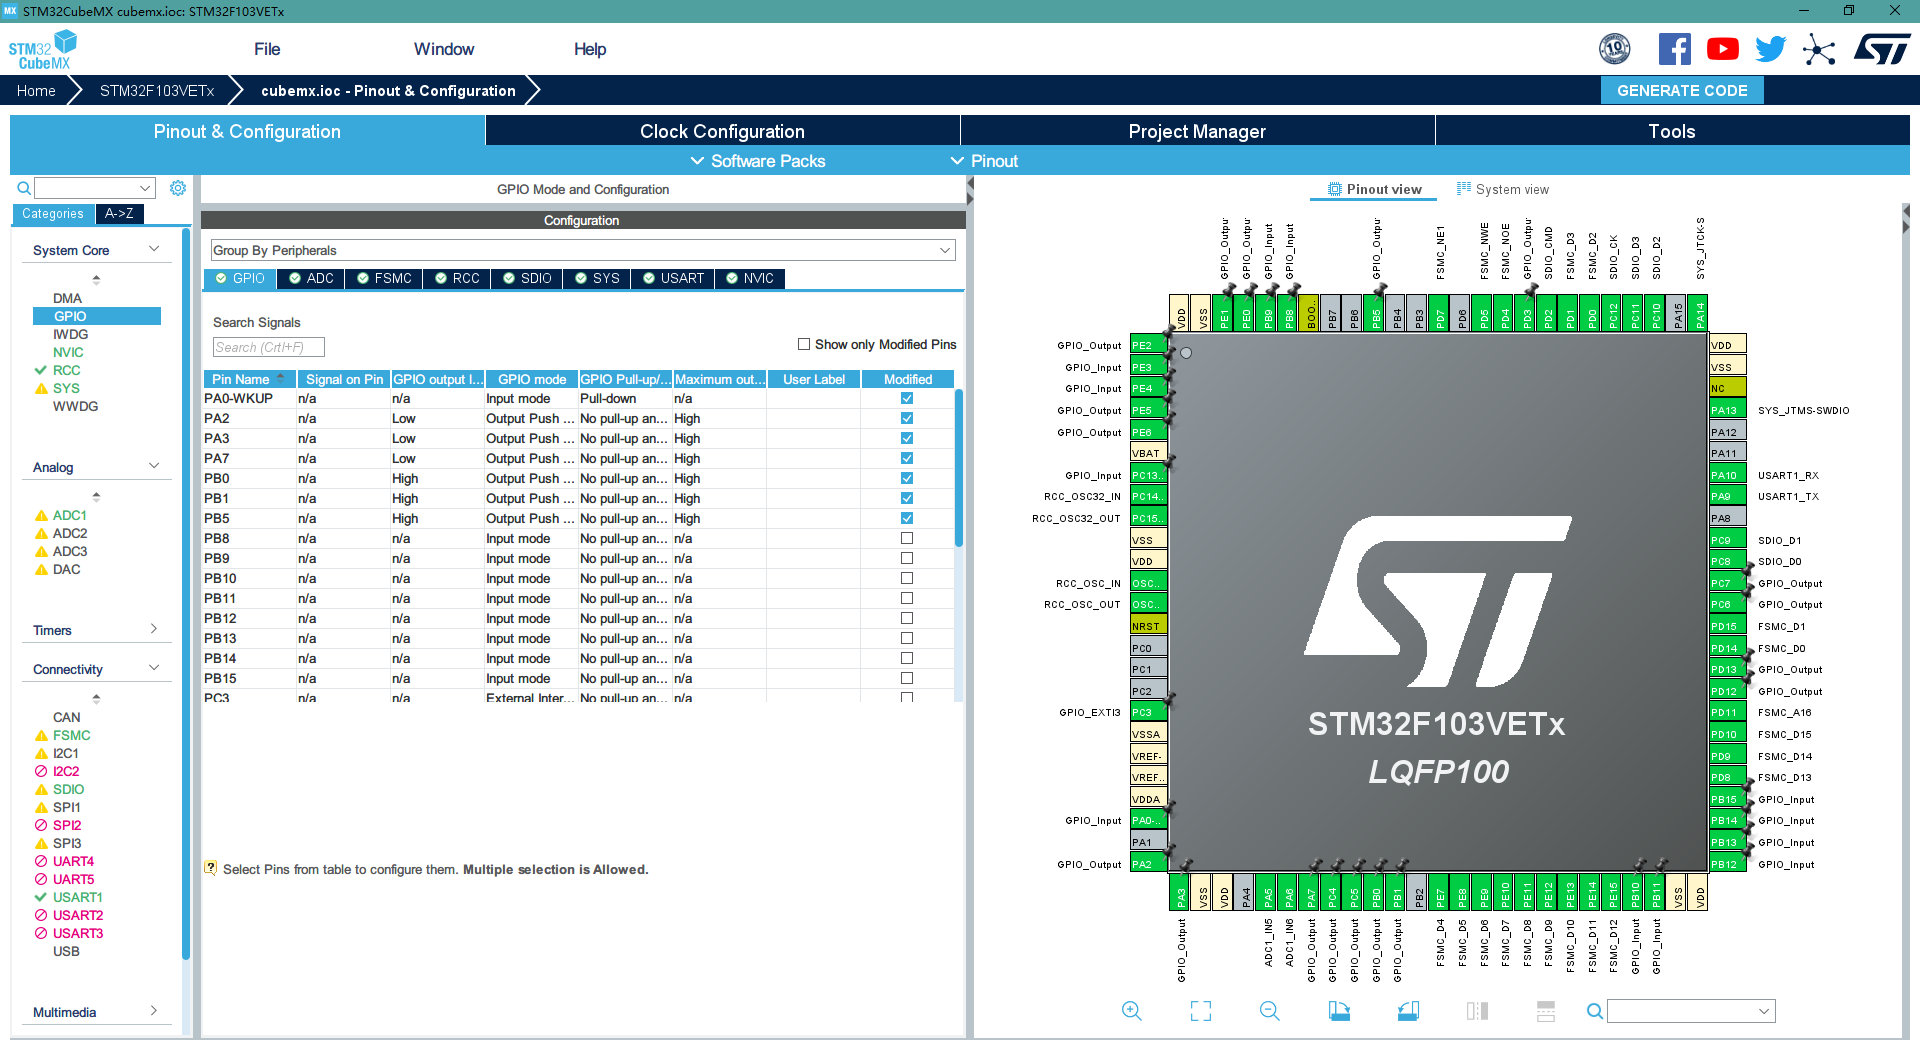 MX STM32CubeMX cubemx.ioc: STM32F103VETx
STM32 CubeMX
File Window Help
10
Home STM32F103VETx cubemx.ioc - Pinout & Configuration GENERATE CODE
Pinout & Configuration Clock Configuration Project Manager Tools
Software Packs Pinout
Categories A->Z
System Core
DMA
GPIO
IWDG
NVIC
RCC
SYS
WWDG
Analog
ADC1
ADC2
ADC3
DAC
Timers
Connectivity
CAN
FSMC
I2C1
I2C2
SDIO
SPI1
SPI2
SPI3
UART4
UART5
USART1
USART2
USART3
USB
Multimedia
GPIO Mode and Configuration
Configuration
Group By Peripherals
GPIO ADC FSMC RCC SDIO SYS USART NVIC
Search Signals
Search (Crtl+F)
Show only Modified Pins
Pin Name Signal on Pin GPIO output l... GPIO mode GPIO Pull-up/... Maximum out... User Label Modified
PA0-WKUP n/a n/a Input mode Pull-down n/a
PA2 n/a Low Output Push ... No pull-up an... High
PA3 n/a Low Output Push ... No pull-up an... High
PA7 n/a Low Output Push ... No pull-up an... High
PB0 n/a High Output Push ... No pull-up an... High
PB1 n/a High Output Push ... No pull-up an... High
PB5 n/a High Output Push ... No pull-up an... High
PB8 n/a n/a Input mode No pull-up an... n/a
PB9 n/a n/a Input mode No pull-up an... n/a
PB10 n/a n/a Input mode No pull-up an... n/a
PB11 n/a n/a Input mode No pull-up an... n/a
PB12 n/a n/a Input mode No pull-up an... n/a
PB13 n/a n/a Input mode No pull-up an... n/a
PB14 n/a n/a Input mode No pull-up an... n/a
PB15 n/a n/a Input mode No pull-up an... n/a
PC3 n/a n/a External Inter... No pull-up an... n/a
Select Pins from table to configure them. Multiple selection is Allowed.
Pinout view System view
GPIO_Output GPIO_Output GPIO_Input GPIO_Input GPIO_Output FSMC_NE1 FSMC_NWE FSMC_NOE GPIO_Output SDIO_CMD FSMC_D3 FSMC_D2 SDIO_CK SDIO_D3 SDIO_D2 SYS_JTCK-S
VDD VSS PE1 PE0 PB9 PB8 BOO.. PB7 PB6 PB5 PB4 PB3 PD7 PD6 PD5 PD4 PD3 PD2 PD1 PD0 PC12 PC11 PC10 PA15 PA14
GPIO_Output PE2
GPIO_Input PE3
GPIO_Input PE4
GPIO_Output PE5
GPIO_Output PE6
VBAT
GPIO_Input PC13..
RCC_OSC32_IN PC14..
RCC_OSC32_OUT PC15..
VSS
VDD
RCC_OSC_IN OSC..
RCC_OSC_OUT OSC..
NRST
PC0
PC1
PC2
GPIO_EXTI3 PC3
VSSA
VREF-
VREF..
VDDA
GPIO_Input PA0-..
PA1
GPIO_Output PA2
ST
STM32F103VETx
LQFP100
VDD
VSS
NC
PA13 SYS_JTMS-SWDIO
PA12
PA11
PA10 USART1_RX
PA9 USART1_TX
PA8
PC9 SDIO_D1
PC8 SDIO_D0
PC7 GPIO_Output
PC6 GPIO_Output
PD15 FSMC_D1
PD14 FSMC_D0
PD13 GPIO_Output
PD12 GPIO_Output
PD11 FSMC_A16
PD10 FSMC_D15
PD9 FSMC_D14
PD8 FSMC_D13
PB15 GPIO_Input
PB14 GPIO_Input
PB13 GPIO_Input
PB12 GPIO_Input
PA3 VSS VDD PA4 PA5 PA6 PA7 PC4 PC5 PB0 PB1 PB2 PE7 PE8 PE9 PE10 PE11 PE12 PE13 PE14 PE15 PB10 PB11 VSS VDD
GPIO_Output ADC1_IN5 ADC1_IN6 GPIO_Output GPIO_Output GPIO_Output GPIO_Output GPIO_Output FSMC_D4 FSMC_D5 FSMC_D6 FSMC_D7 FSMC_D8 FSMC_D9 FSMC_D10 FSMC_D11 FSMC_D12 GPIO_Input GPIO_Input